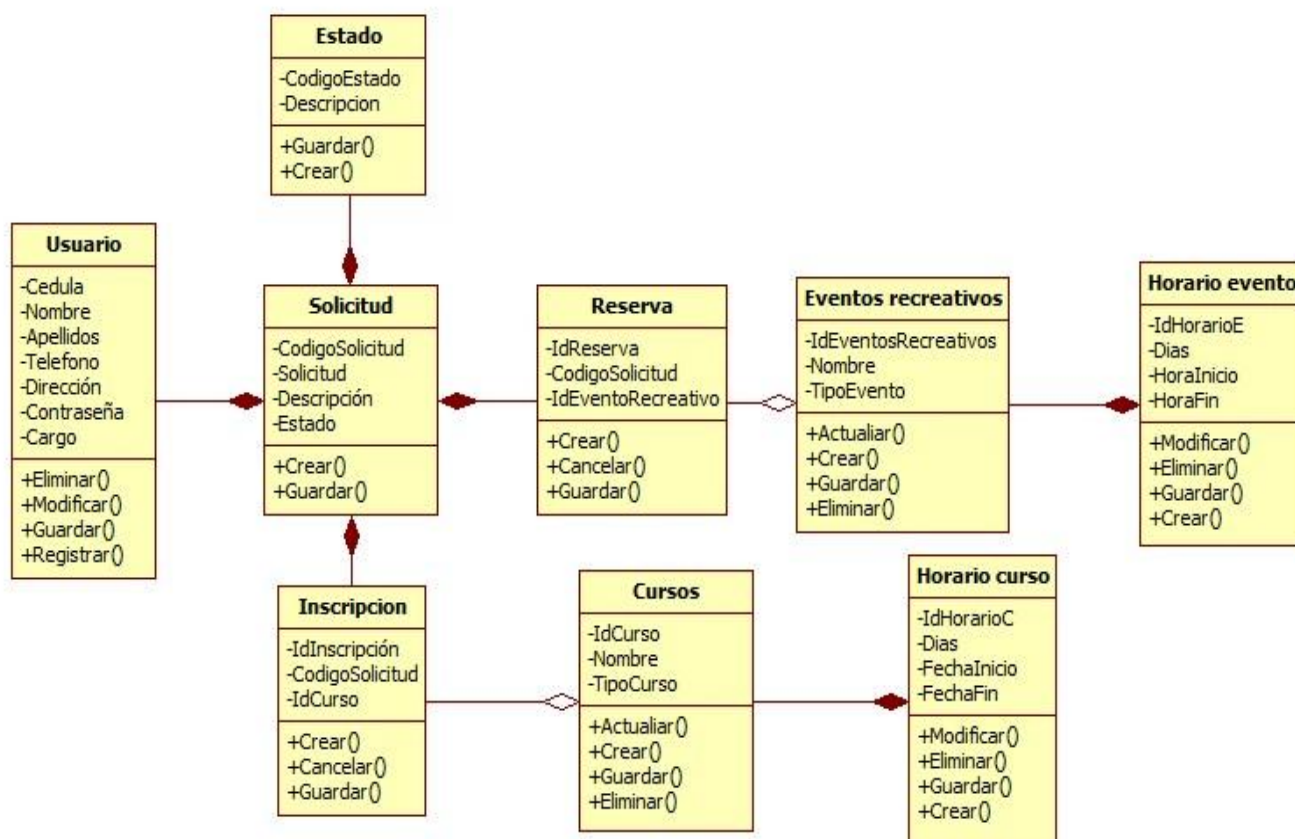 Estado
-CodigoEstado
-Descripcion
+Guardar()
+Crear()
Usuario
-Cedula
-Nombre
-Apellidos
-Telefono
-Dirección
-Contraseña
-Cargo
+Eliminar()
+Modificar()
+Guardar()
+Registrar()
Solicitud
-CodigoSolicitud
-Solicitud
-Descripción
-Estado
+Crear()
+Guardar()
Reserva
-IdReserva
-CodigoSolicitud
-IdEventoRecreativo
+Crear()
+Cancelar()
+Guardar()
Eventos recreativos
-IdEventosRecreativos
-Nombre
-TipoEvento
+Actualiar()
+Crear()
+Guardar()
+Eliminar()
Horario evento
-IdHorarioE
-Dias
-HoraInicio
-HoraFin
+Modificar()
+Eliminar()
+Guardar()
+Crear()
Inscripcion
-IdInscripción
-CodigoSolicitud
-IdCurso
+Crear()
+Cancelar()
+Guardar()
Cursos
-IdCurso
-Nombre
-TipoCurso
+Actualiar()
+Crear()
+Guardar()
+Eliminar()
Horario curso
-IdHorarioC
-Dias
-FechaInicio
-FechaFin
+Modificar()
+Eliminar()
+Guardar()
+Crear()